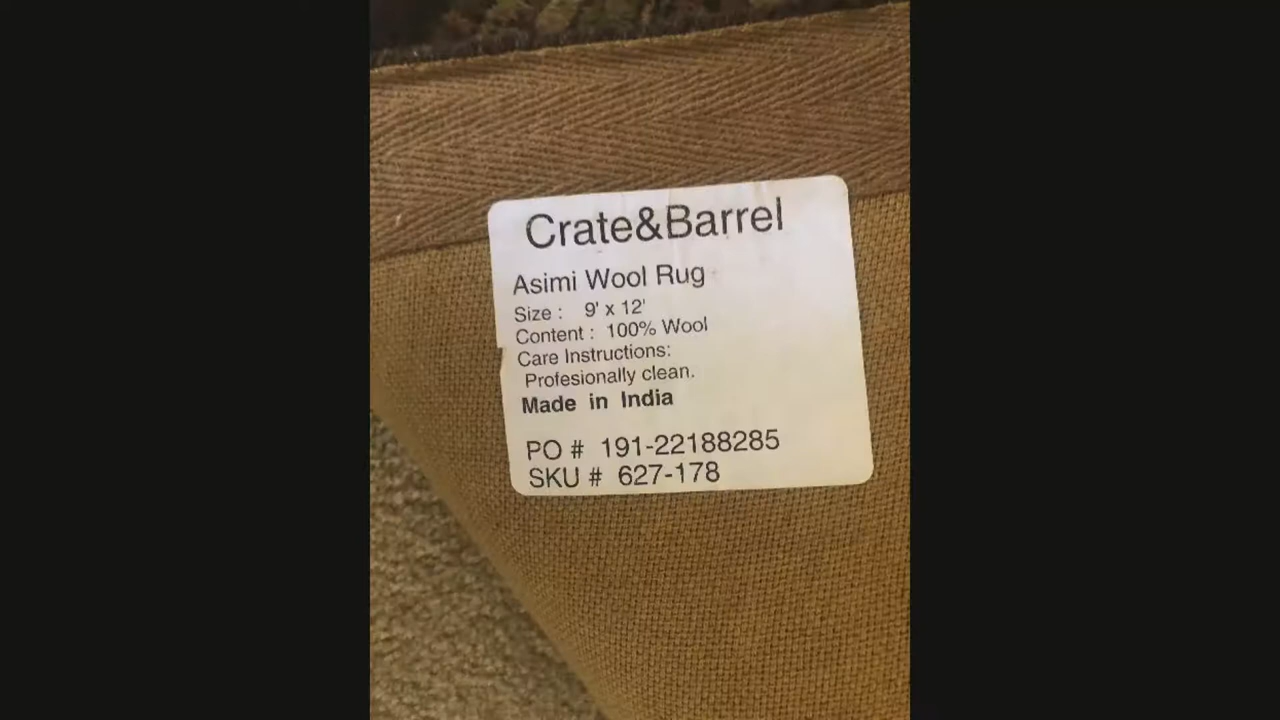 Crate&Barrel
Asimi Wool Rug
Size : 9' x 12'
Content : 100% Wool
Care Instructions:
Profesionally clean.
Made in India
PO # 191-22188285
SKU # 627-178